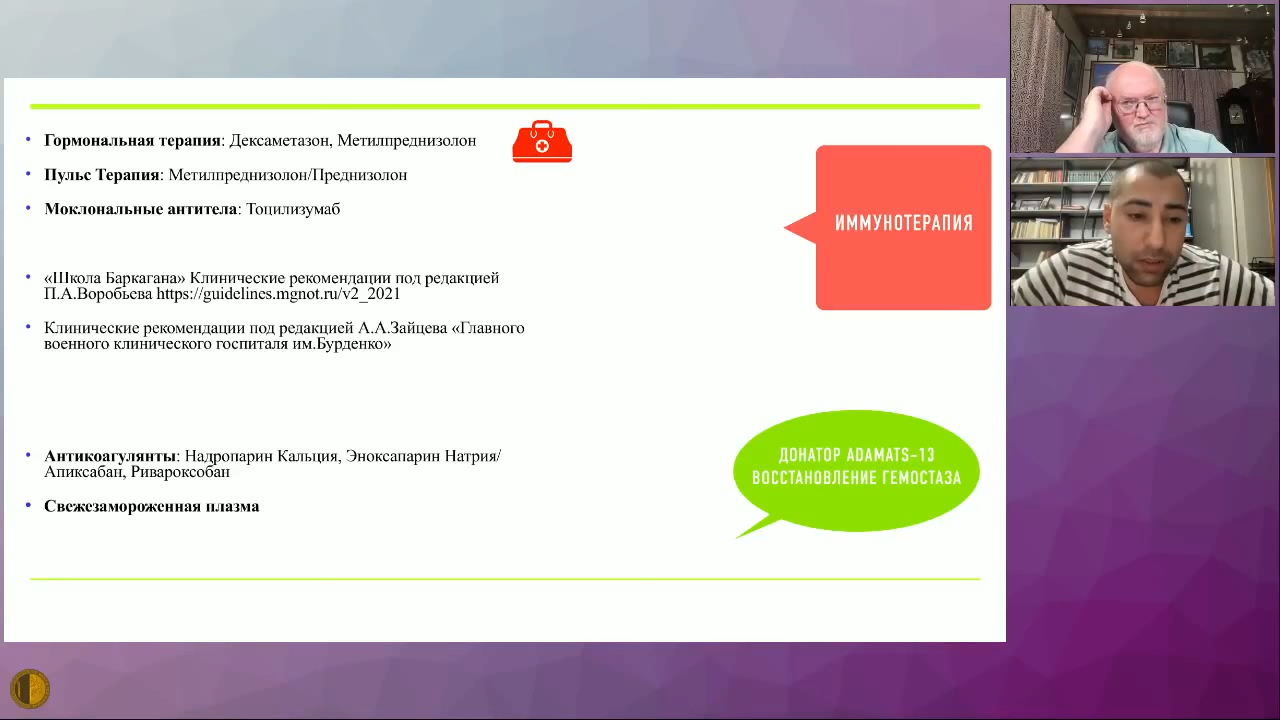 Гормональная терапия: Дексаметазон, Метилпреднизолон
Пульс Терапия: Метилпреднизолон/Преднизолон
Моклональные антитела: Тоцилизумаб
ИММУНОТЕРАПИЯ
«Школа Баркагана» Клинические рекомендации под редакцией
П.А.Воробьева https://guidelines.mgnot.ru/v2_2021
Клинические рекомендации под редакцией А.А.Зайцева «Главного
военного клинического госпиталя им.Бурденко»
Антикоагулянты: Надропарин Кальция, Эноксапарин Натрия/
Апиксабан, Ривароксобан
Свежезамороженная плазма
ДОНАТОР ADAMATS-13
ВОССТАНОВЛЕНИЕ ГЕМОСТАЗА